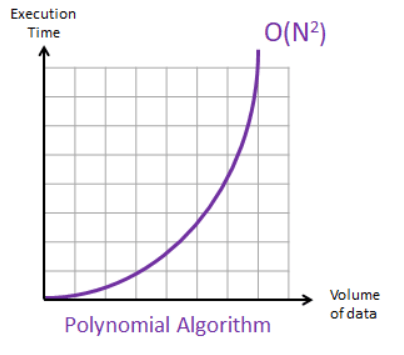 Execution
Time
O(N²)
Volume
of data
Polynomial Algorithm